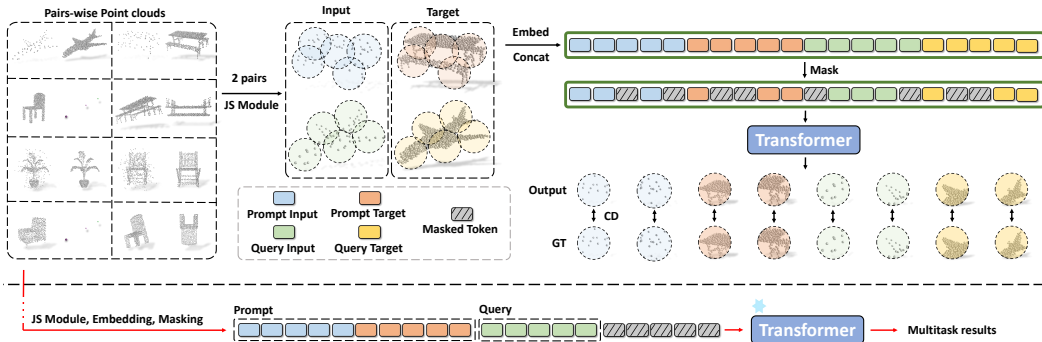 Pairs-wise Point clouds
Input
Target
2 pairs
JS Module
Embed
Concat
Mask
Transformer
Prompt Input
Prompt Target
Masked Token
Query Input
Query Target
Output
CD
GT
JS Module, Embedding, Masking
Prompt
Query
Transformer
Multitask results